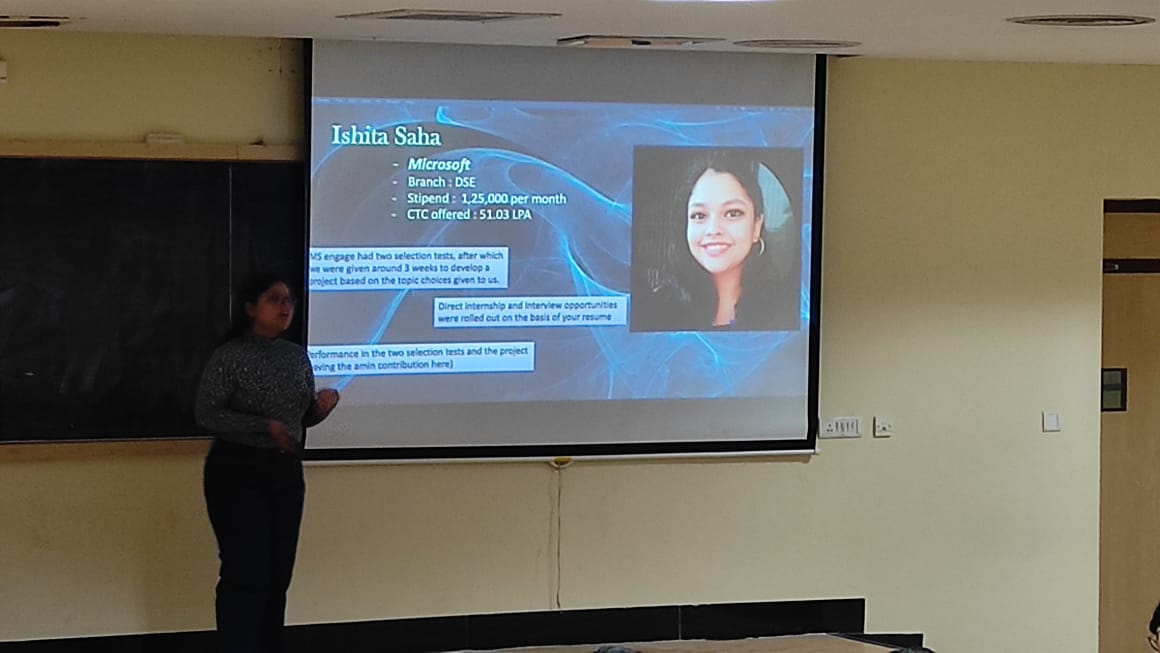 Ishita Saha
- Microsoft
- Branch : DSE
- Stipend : 1,25,000 per month
- CTC offered : 51.03 LPA
MS engage had two selection tests, after which
we were given around 3 weeks to develop a
project based on the topic choices given to us.
Direct internship and interview opportunities
were rolled out on the basis of your resume
erformance in the two selection tests and the project
aving the amin contribution here)